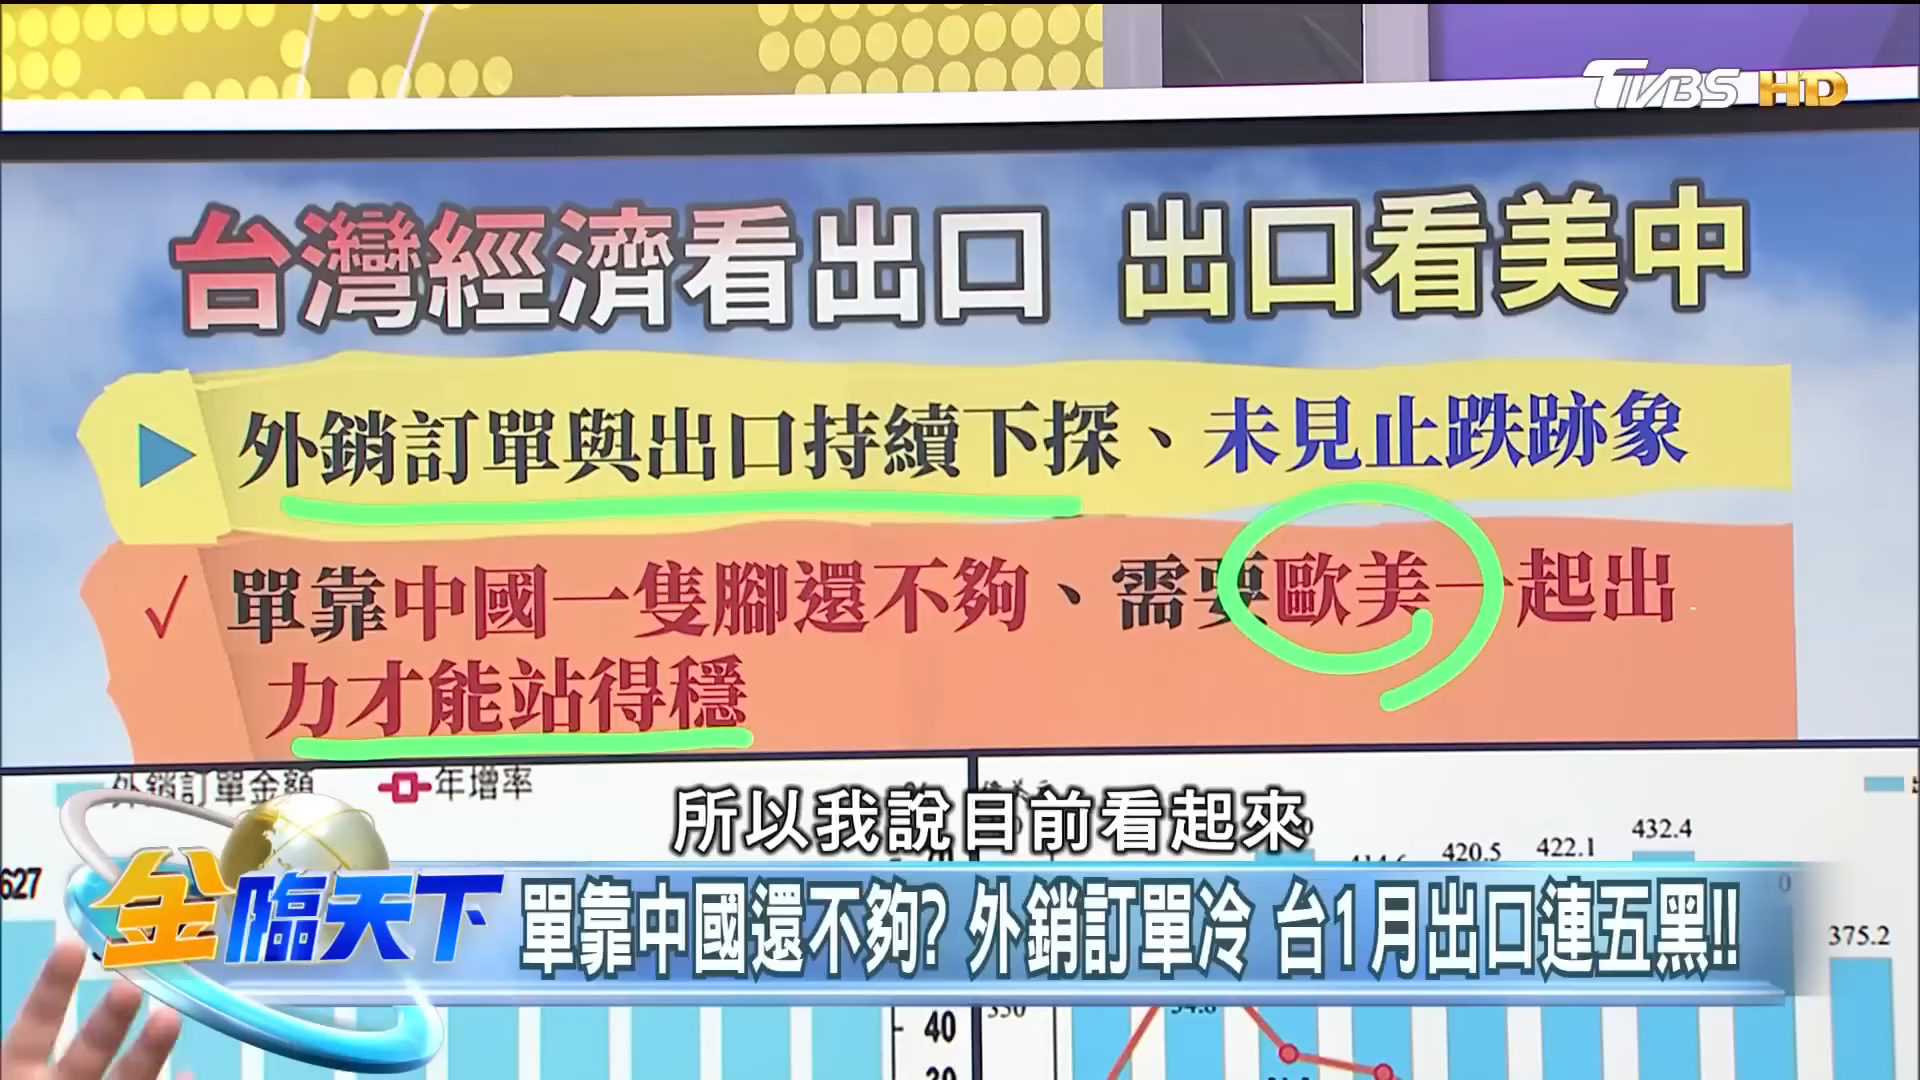 TVBS HD
台灣經濟看出口 出口看美中
外銷訂單與出口持續下探、未見止跌跡象
✓ 單靠中國一隻腳還不夠、需要歐美一起出
力才能站得穩
外銷訂單金額 年增率
所以我說目前看起來
432.4
420.5 422.1
627
金臨天下
單靠中國還不夠? 外銷訂單冷 台1月出口連五黑!!
375.2
40
350